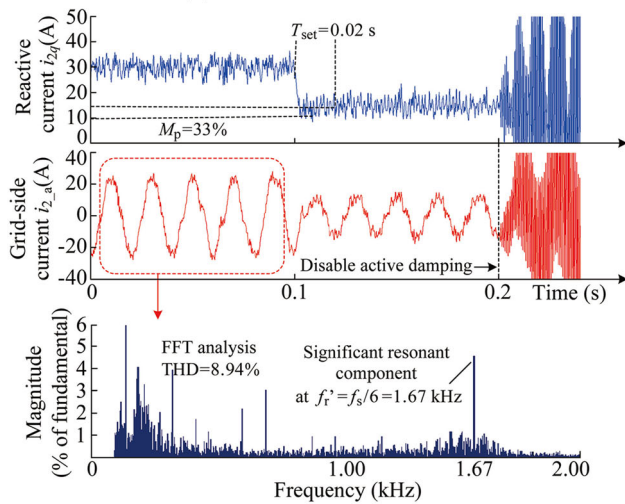 Reactive
current i2q(A)
50
40
30
20
10
0
Tset=0.02 s
Mp=33%
Grid-side
current i2_a(A)
40
20
0
−20
−40
Disable active damping
0
0.1
0.2
Time (s)
Magnitude
(% of fundamental)
6
5
4
3
2
1
FFT analysis
THD=8.94%
Significant resonant
component
at fr’=fs/6=1.67 kHz
0
1.00
1.67
2.00
Frequency (kHz)